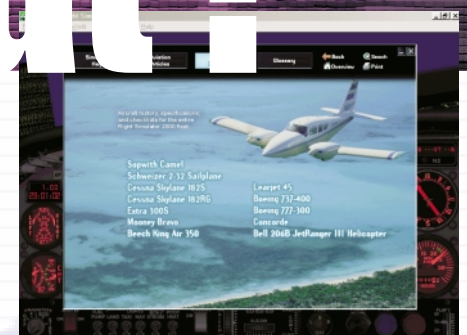 Glossary
Back
Search
Overview
Print
Aircraft history, specifications,
and checklists for the entire
Flight Simulator 2000 fleet.
Sopwith Camel
Schweizer 2-32 Sailplane
Cessna Skylane 182S
Cessna Skylane 182RG
Extra 300S
Mooney Bravo
Beech King Air 350
Learjet 45
Boeing 737-400
Boeing 777-300
Concorde
Bell 206B JetRanger III Helicopter